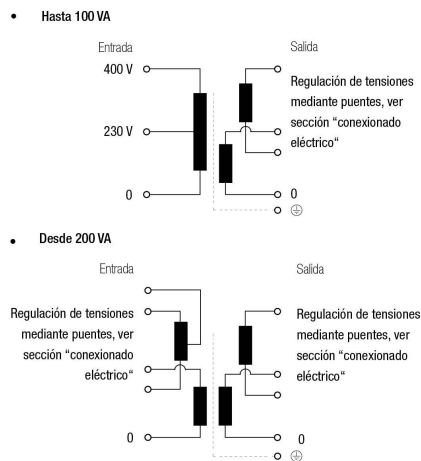 • Hasta 100 VA
Entrada
Salida
400 V
230 V
0
Regulación de tensiones
mediante puentes, ver
sección “conexionado
eléctrico“
0
• Desde 200 VA
Entrada
Salida
Regulación de tensiones
mediante puentes, ver
sección “conexionado
eléctrico“
0
Regulación de tensiones
mediante puentes, ver
sección “conexionado
eléctrico“
0